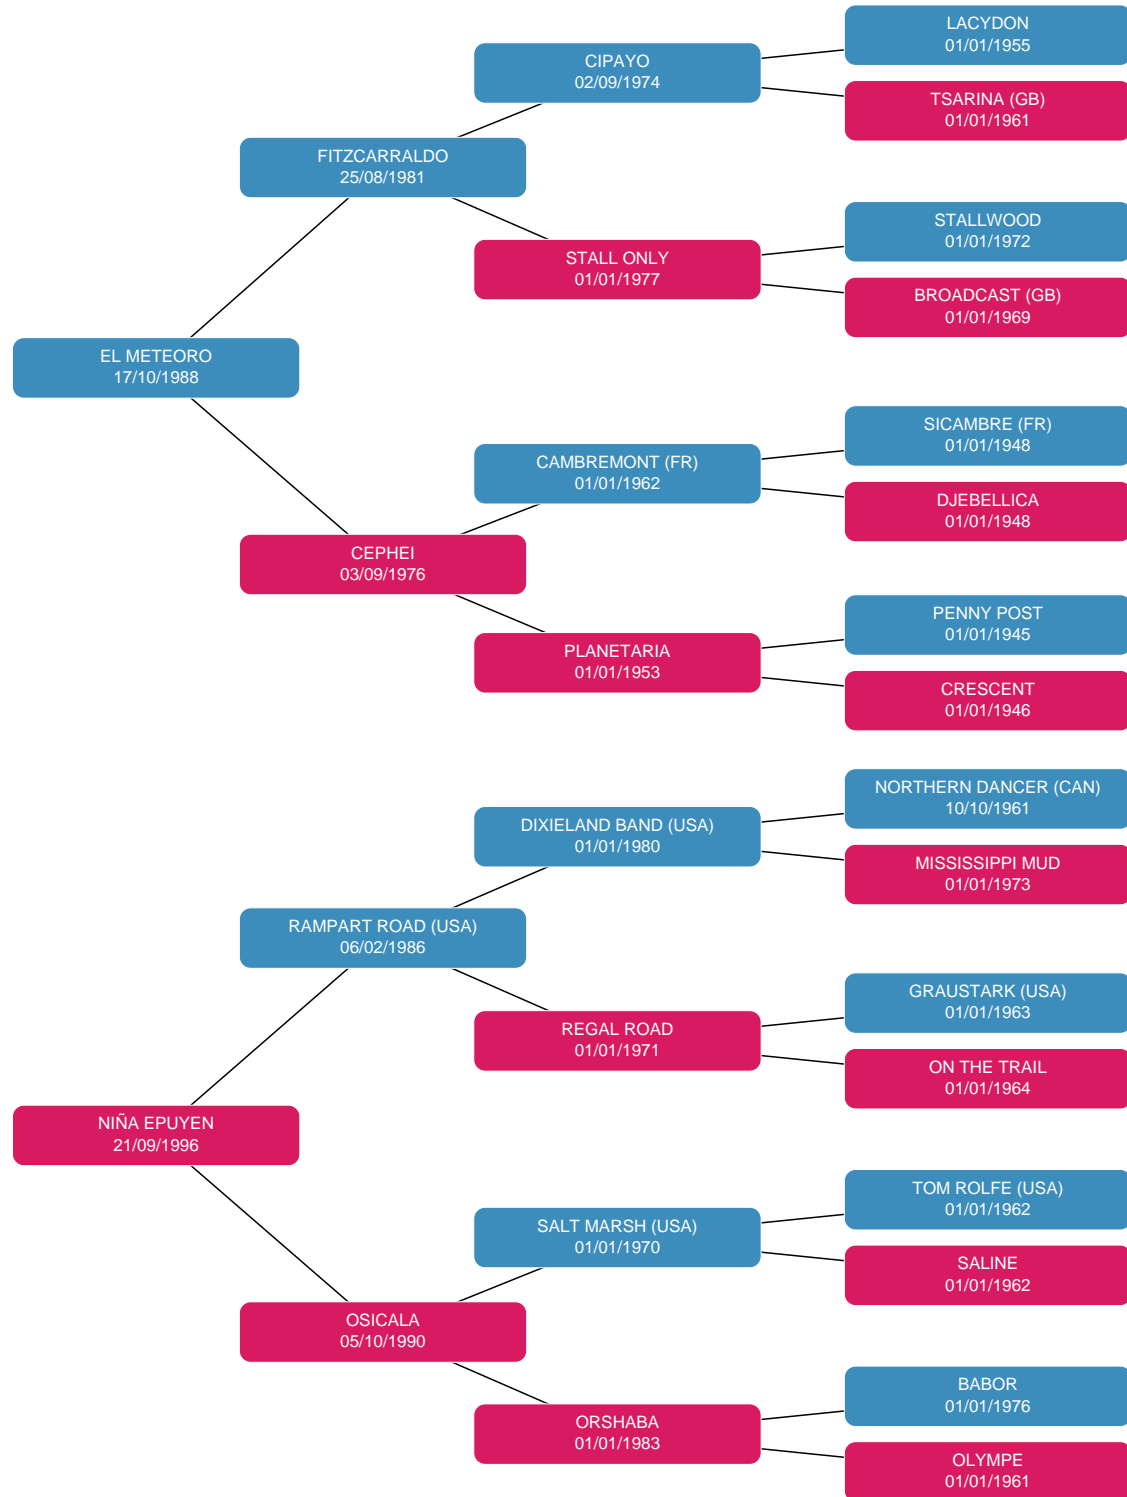 LACYDON
01/01/1955
CIPAYO
02/09/1974
TSARINA (GB)
01/01/1961
FITZCARRALDO
25/08/1981
STALLWOOD
01/01/1972
STALL ONLY
01/01/1977
BROADCAST (GB)
01/01/1969
EL METEORO
17/10/1988
SICAMBRE (FR)
01/01/1948
CAMBREMONT (FR)
01/01/1962
DJEBELLICA
01/01/1948
CEPHEI
03/09/1976
PENNY POST
01/01/1945
PLANETARIA
01/01/1953
CRESCENT
01/01/1946
NORTHERN DANCER (CAN)
10/10/1961
DIXIELAND BAND (USA)
01/01/1980
MISSISSIPPI MUD
01/01/1973
RAMPART ROAD (USA)
06/02/1986
GRAUSTARK (USA)
01/01/1963
REGAL ROAD
01/01/1971
ON THE TRAIL
01/01/1964
NIÑA EPUYEN
21/09/1996
TOM ROLFE (USA)
01/01/1962
SALT MARSH (USA)
01/01/1970
SALINE
01/01/1962
OSICALA
05/10/1990
BABOR
01/01/1976
ORSHABA
01/01/1983
OLYMPE
01/01/1961